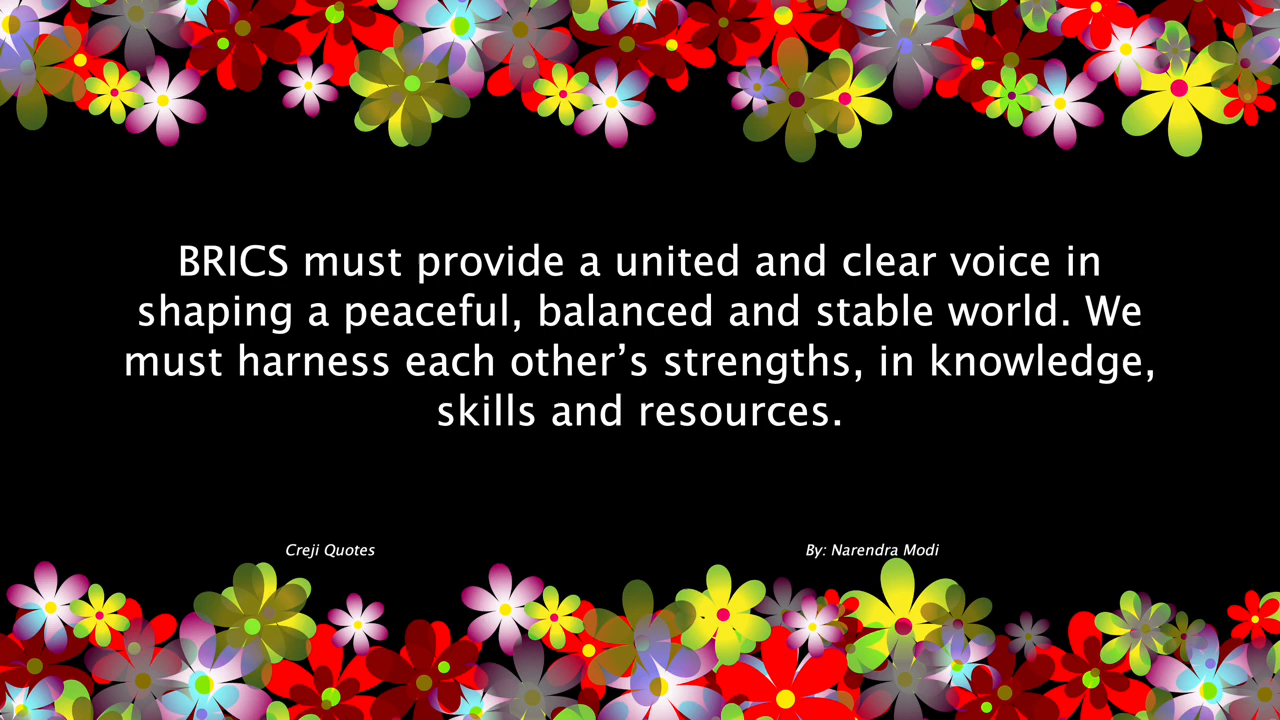 BRICS must provide a united and clear voice in
shaping a peaceful, balanced and stable world. We
must harness each other’s strengths, in knowledge,
skills and resources.
Creji Quotes
By: Narendra Modi